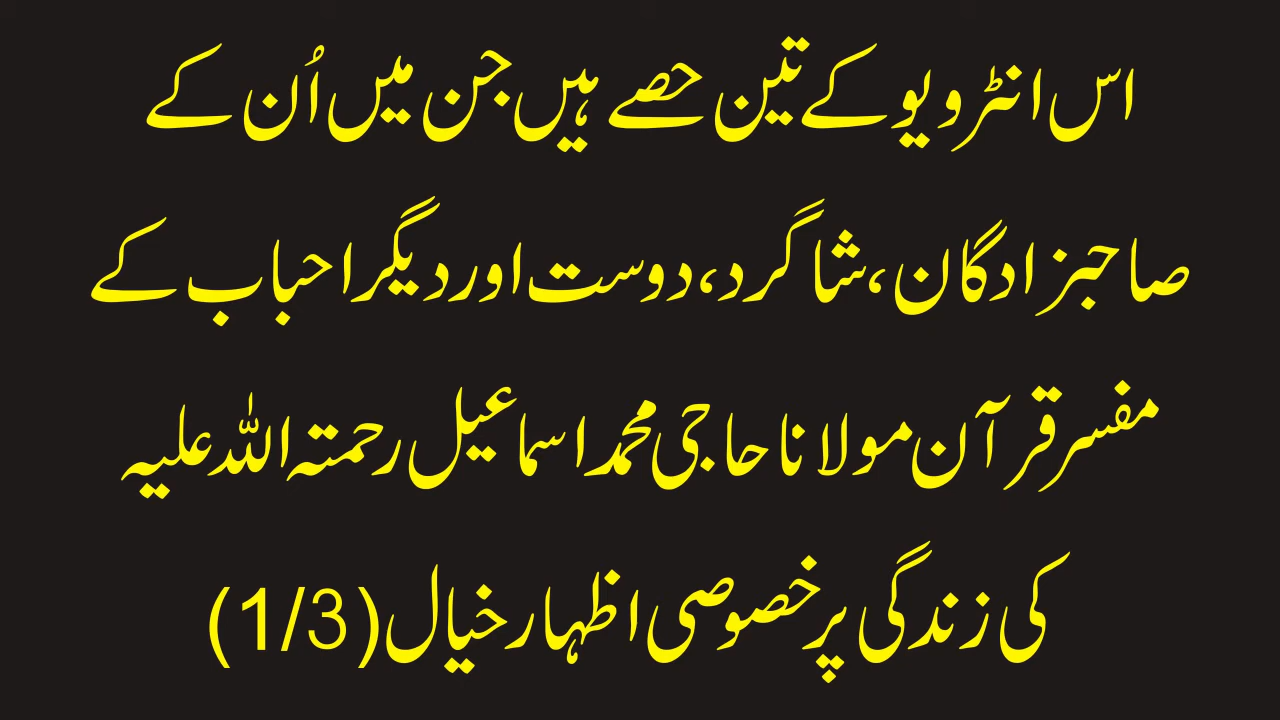 اس انٹرویو کے تین حصے ہیں جن میں اُن کے
صاحبزادگان، شاگرد، دوست اور دیگر احباب کے
مفسر قرآن مولانا حاجی محمد اسماعیل رحمتہ اللہ علیہ
کی زندگی پر خصوصی اظہار خیال (1/3)